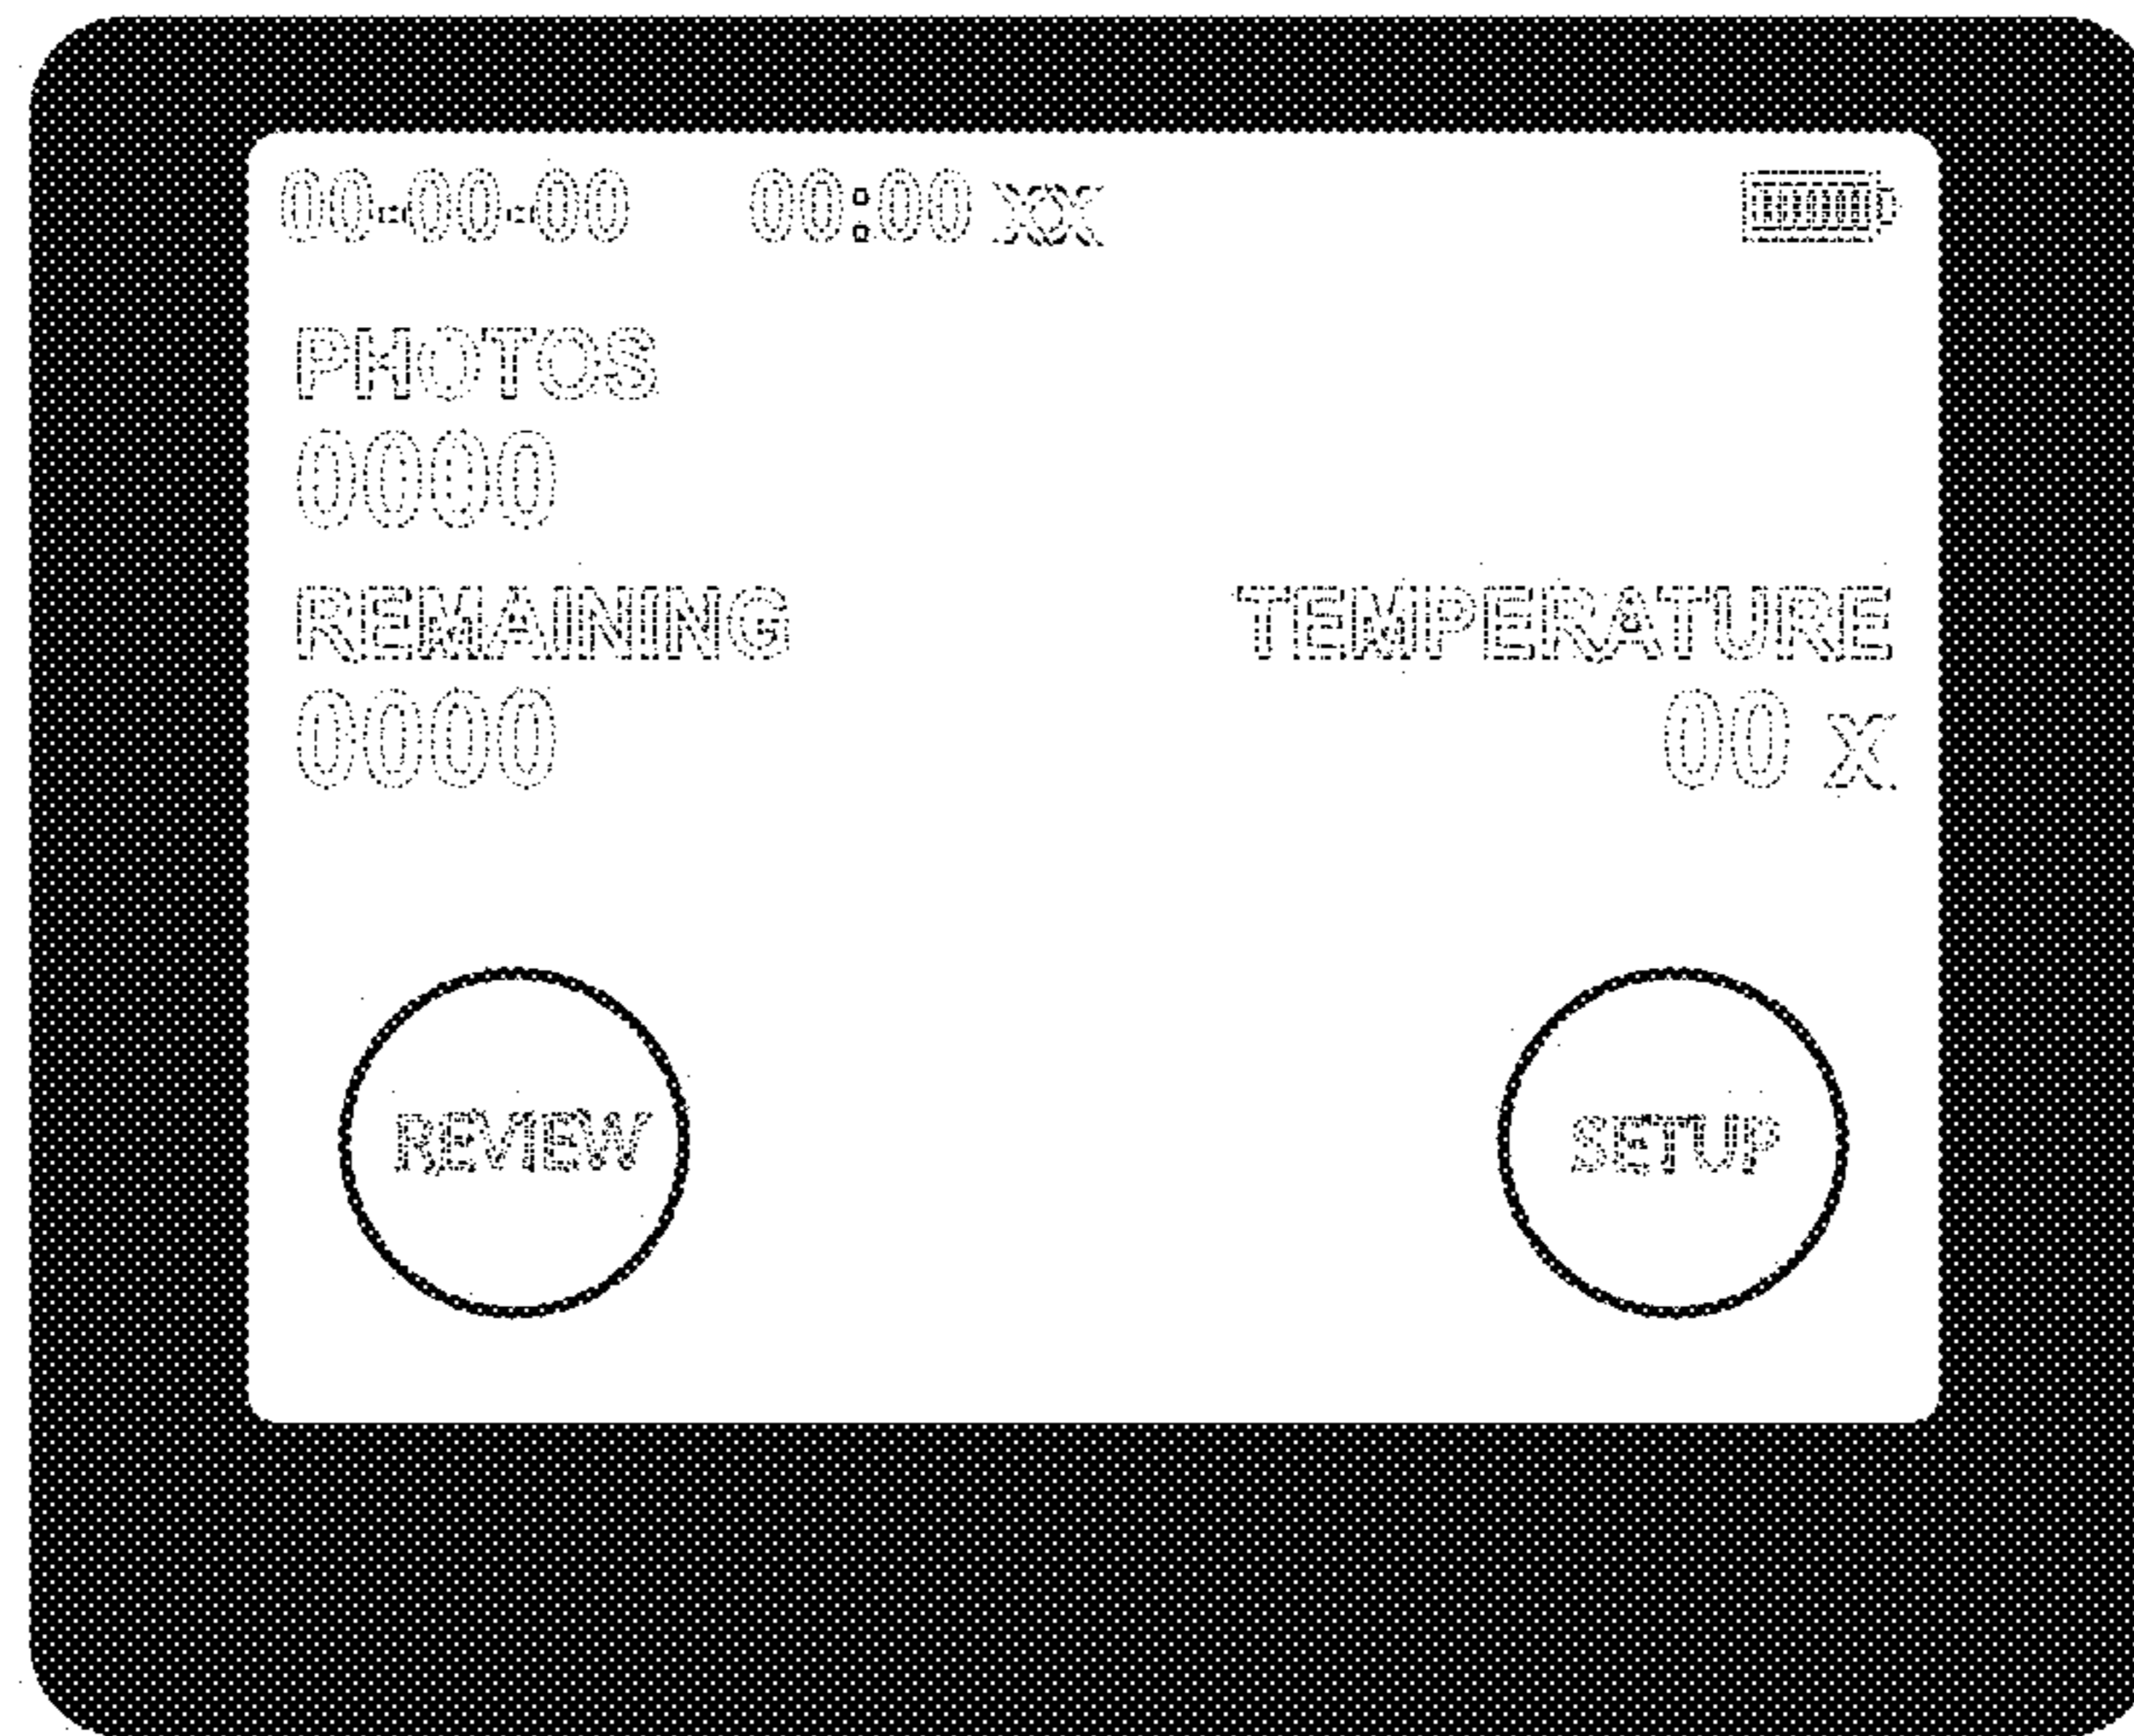 00-00-00 00:00 xx
PHOTOS
0000
REMAINING
0000
TEMPERATURE
00 x
REVIEW
SETUP